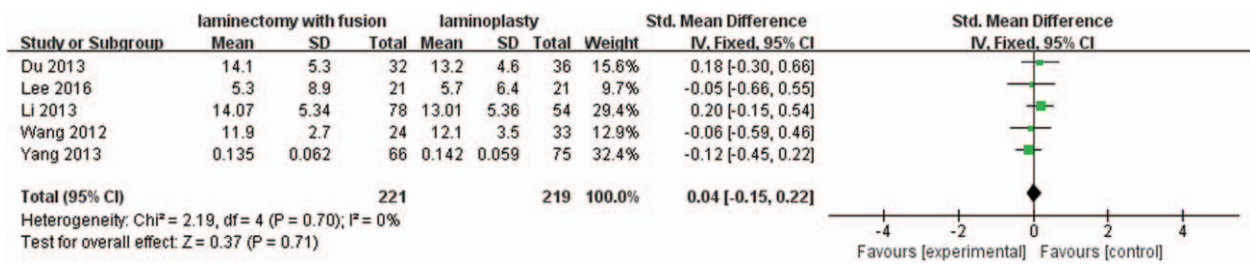 laminectomy with fusion laminoplasty Std. Mean Difference Std. Mean Difference
Study or Subgroup Mean SD Total Mean SD Total Weight IV, Fixed, 95% CI IV, Fixed, 95% CI
Du 2013 14.1 5.3 32 13.2 4.6 36 15.6% 0.18 [-0.30, 0.66]
Lee 2016 5.3 8.9 21 5.7 6.4 21 9.7% -0.05 [-0.66, 0.55]
Li 2013 14.07 5.34 78 13.01 5.36 54 29.4% 0.20 [-0.15, 0.54]
Wang 2012 11.9 2.7 24 12.1 3.5 33 12.9% -0.06 [-0.59, 0.46]
Yang 2013 0.135 0.062 66 0.142 0.059 75 32.4% -0.12 [-0.45, 0.22]
Total (95% CI) 221 219 100.0% 0.04 [-0.15, 0.22]
Heterogeneity: Chi² = 2.19, df = 4 (P = 0.70); I² = 0%
Test for overall effect: Z = 0.37 (P = 0.71)
-4 -2 0 2 4
Favours [experimental] Favours [control]